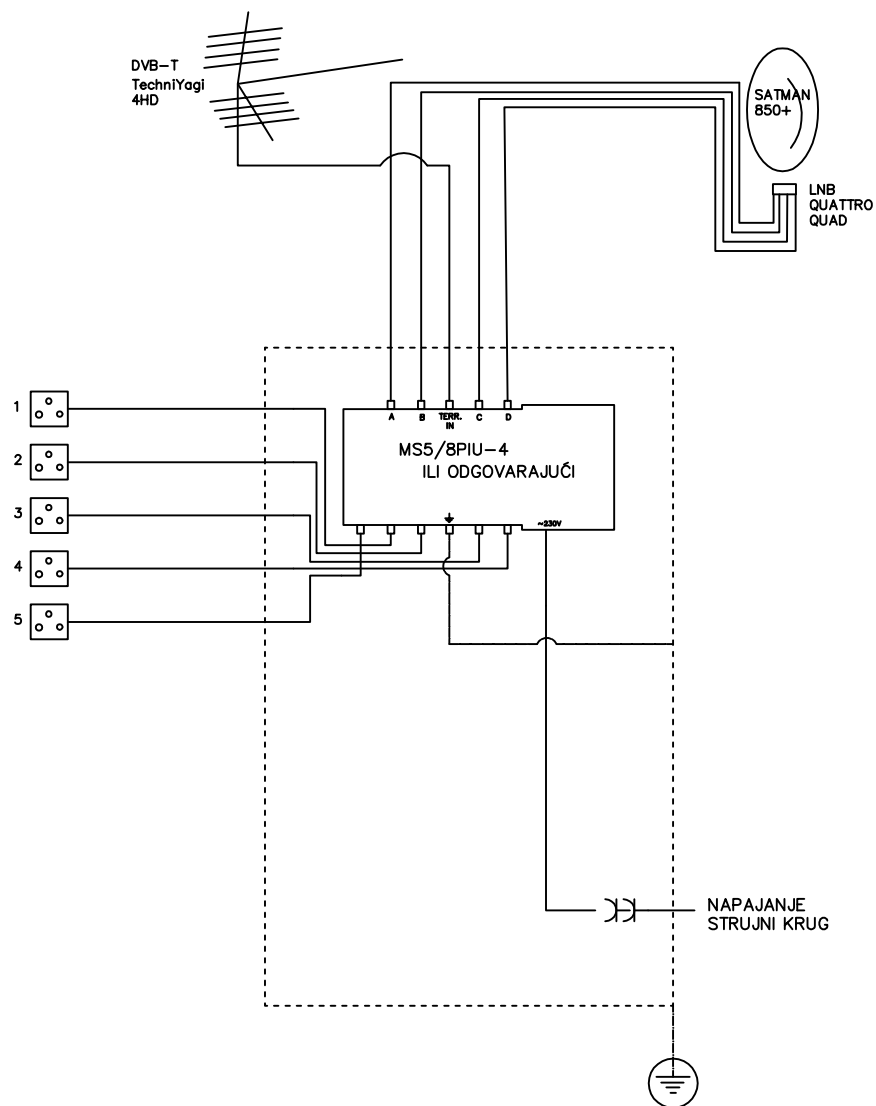 DVB-T
TechniYagi
4HD
SATMAN
850+
LNB
QUATTRO
QUAD
A
B
TERR.
IN
C
D
MS5/8PIU-4
ILI ODGOVARAJUĆI
~230V
1
2
3
4
5
NAPAJANJE
STRUJNI KRUG